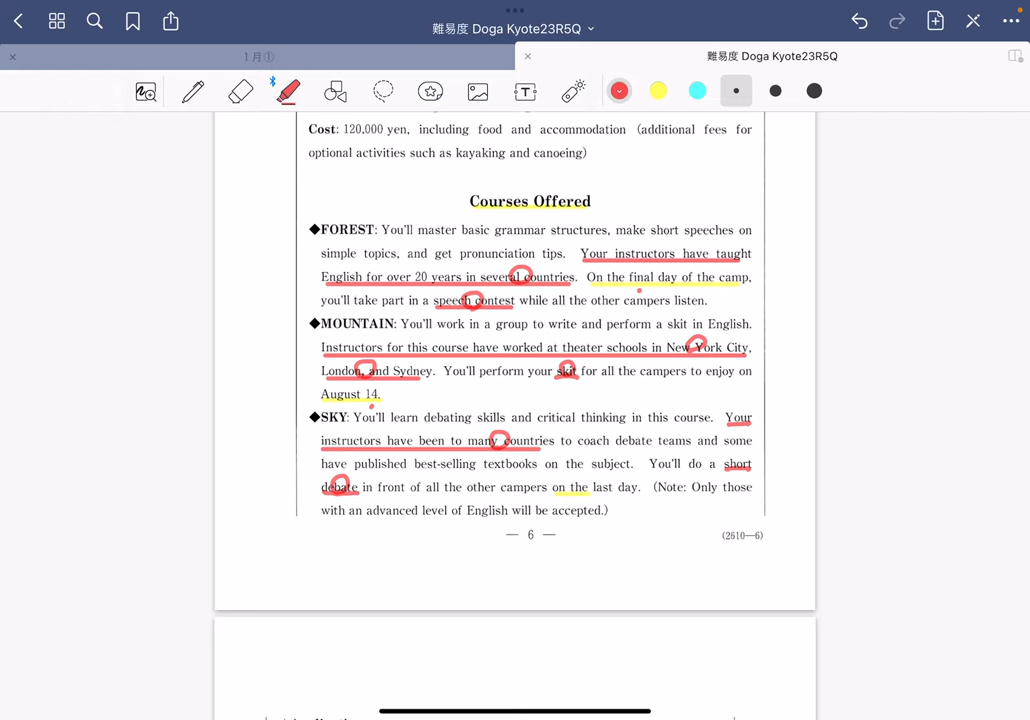 難易度 Doga Kyote23R5Q
1月①
難易度 Doga Kyote23R5Q
Cost: 120,000 yen, including food and accommodation (additional fees for
optional activities such as kayaking and canoeing)
Courses Offered
◆FOREST: You'll master basic grammar structures, make short speeches on
simple topics, and get pronunciation tips. Your instructors have taught
English for over 20 years in several countries. On the final day of the camp,
you'll take part in a speech contest while all the other campers listen.
◆MOUNTAIN: You'll work in a group to write and perform a skit in English.
Instructors for this course have worked at theater schools in New York City,
London, and Sydney. You'll perform your skit for all the campers to enjoy on
August 14.
◆SKY: You'll learn debating skills and critical thinking in this course. Your
instructors have been to many countries to coach debate teams and some
have published best-selling textbooks on the subject. You'll do a short
debate in front of all the other campers on the last day. (Note: Only those
with an advanced level of English will be accepted.)
— 6 —
(2610—6)